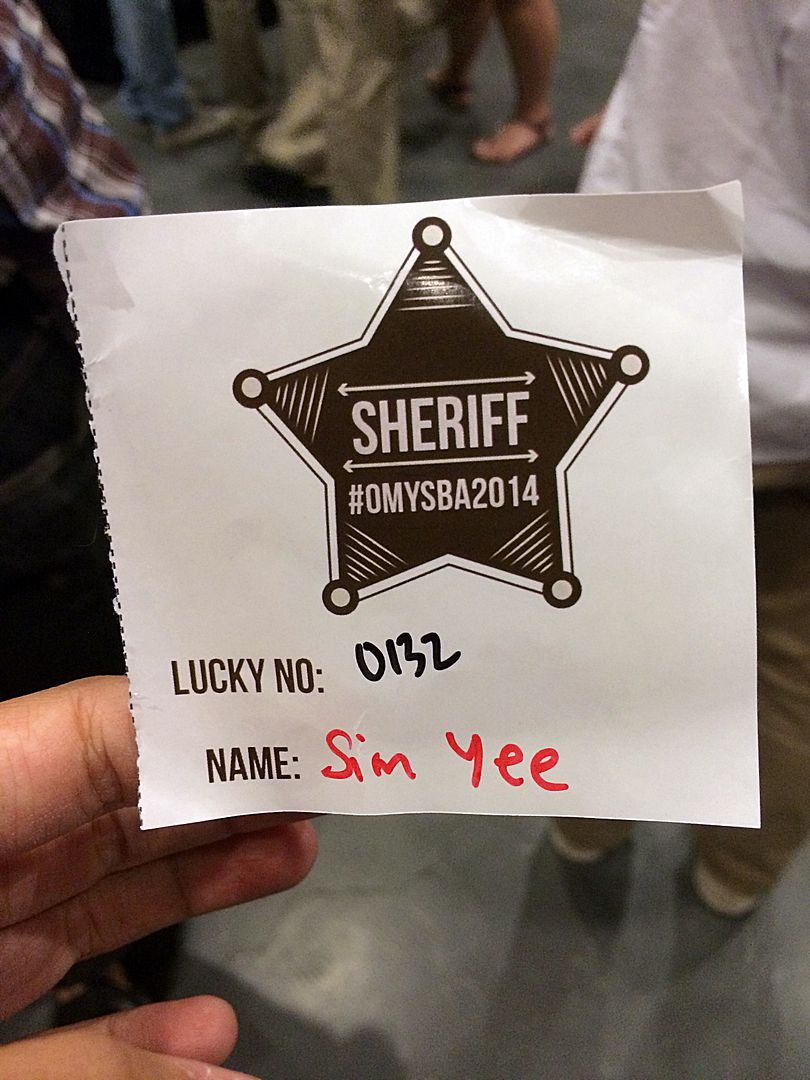 SHERIFF
#OMYSBA2014
LUCKY NO: 0132
NAME: Sim Yee